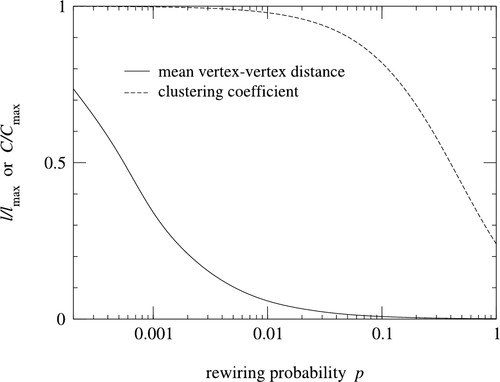 1
mean vertex-vertex distance
clustering coefficient
l/l_max or C/C_max
0.5
0
0.001
0.01
0.1
1
rewiring probability p